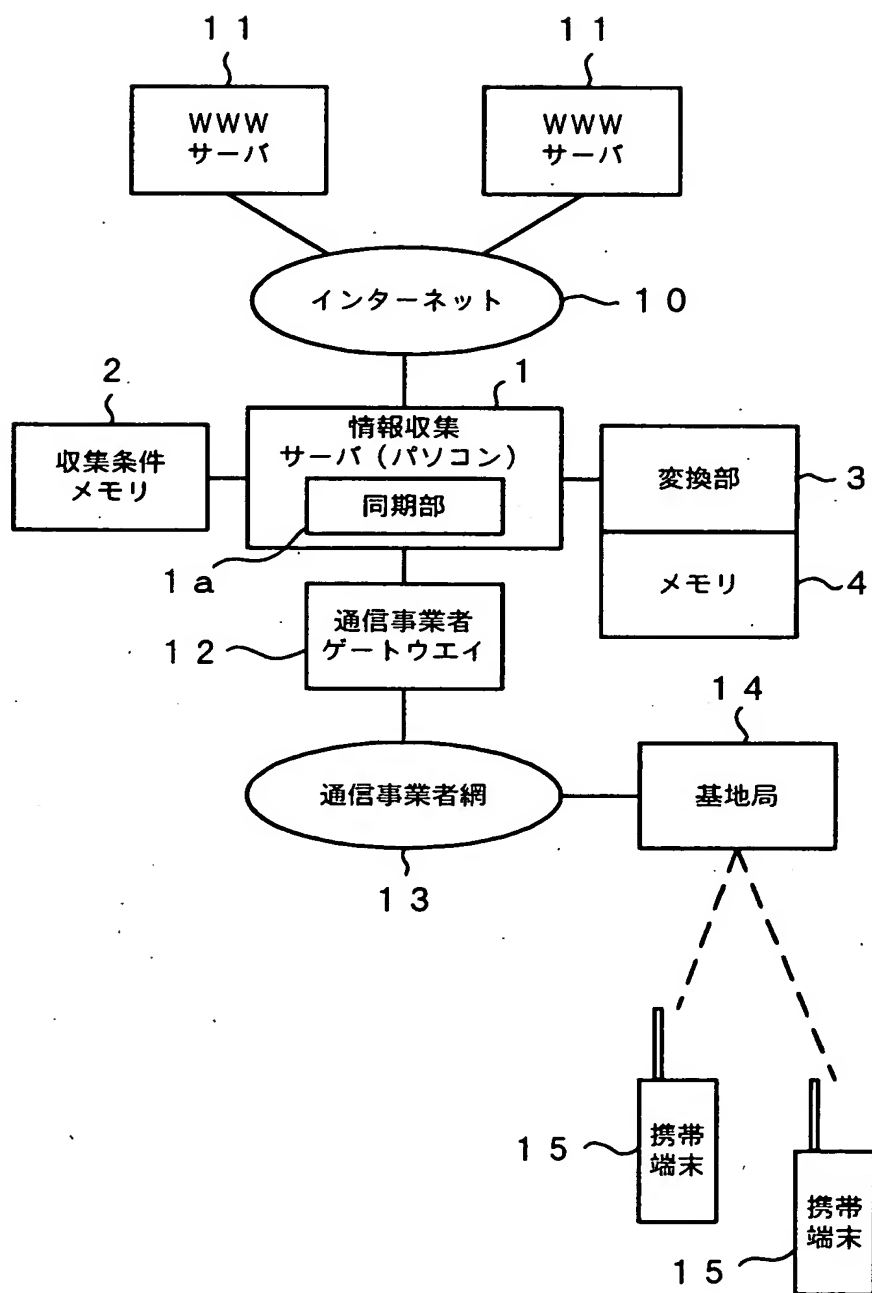 11
11
WWW
サーバ
WWW
サーバ
インターネット
10
2
1
収集条件
メモリ
情報収集
サーバ（パソコン）
同期部
1a
変換部
3
メモリ
4
通信事業者
ゲートウエイ
12
14
通信事業者網
13
基地局
携帯
端末
15
携帯
端末
15